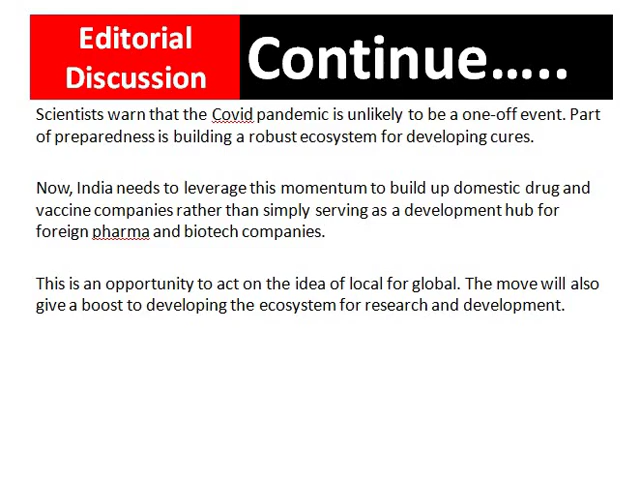 Editorial
Discussion
Continue…..
Scientists warn that the Covid pandemic is unlikely to be a one-off event. Part
of preparedness is building a robust ecosystem for developing cures.
Now, India needs to leverage this momentum to build up domestic drug and
vaccine companies rather than simply serving as a development hub for
foreign pharma and biotech companies.
This is an opportunity to act on the idea of local for global. The move will also
give a boost to developing the ecosystem for research and development.